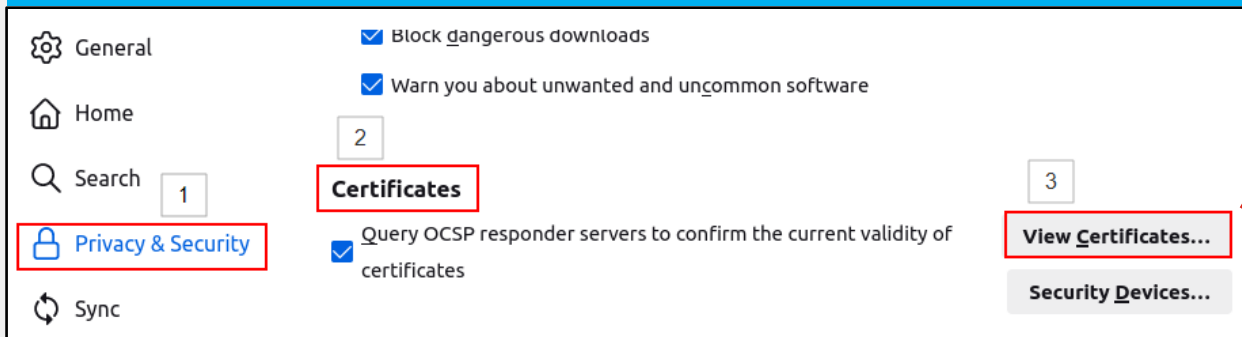 General
Home
Search
1
Privacy & Security
Sync
Block dangerous downloads
Warn you about unwanted and uncommon software
2
Certificates
Query OCSP responder servers to confirm the current validity of
certificates
3
View Certificates...
Security Devices...